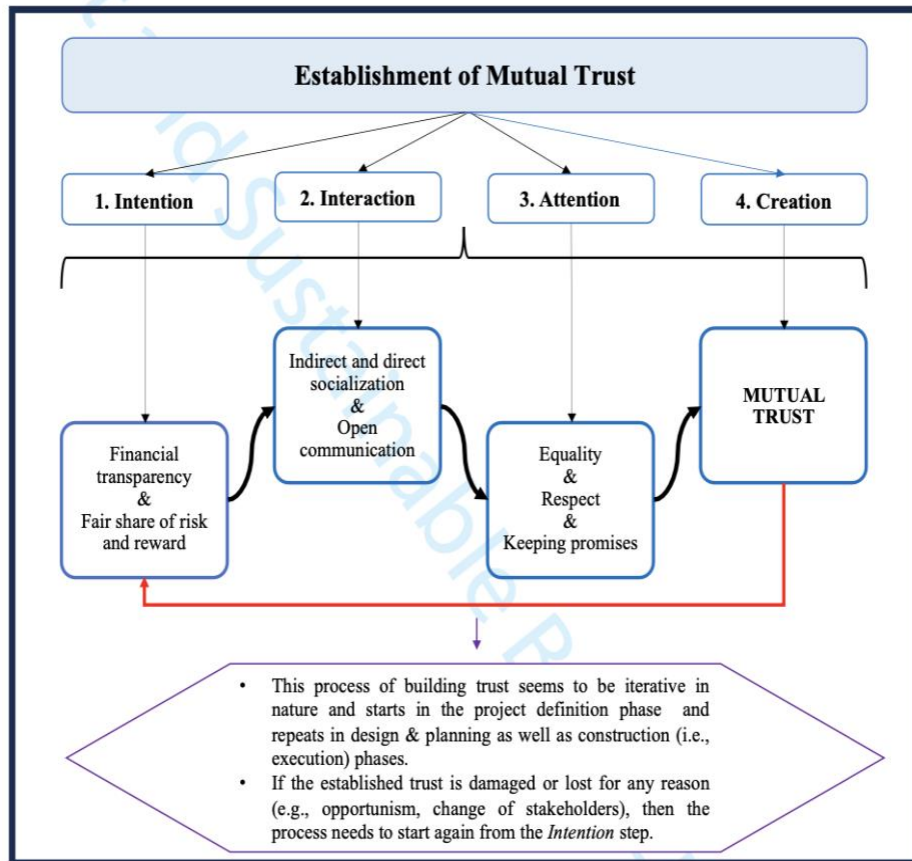 Establishment of Mutual Trust
1. Intention
2. Interaction
3. Attention
4. Creation
Financial
transparency
&
Fair share of risk
and reward
Indirect and direct
socialization
&
Open
communication
Equality
&
Respect
&
Keeping promises
MUTUAL
TRUST
• This process of building trust seems to be iterative in
nature and starts in the project definition phase and
repeats in design & planning as well as construction (i.e.,
execution) phases.
• If the established trust is damaged or lost for any reason
(e.g., opportunism, change of stakeholders), then the
process needs to start again from the Intention step.
Sustainable